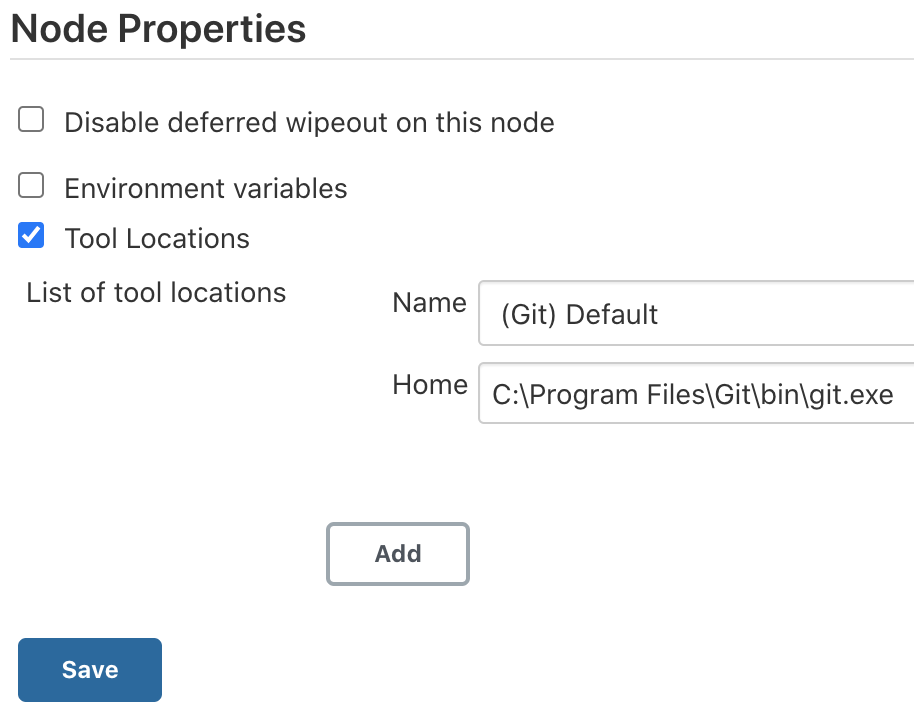 Node Properties
Disable deferred wipeout on this node
Environment variables
Tool Locations
List of tool locations
Name
(Git) Default
Home
C:\Program Files\Git\bin\git.exe
Add
Save